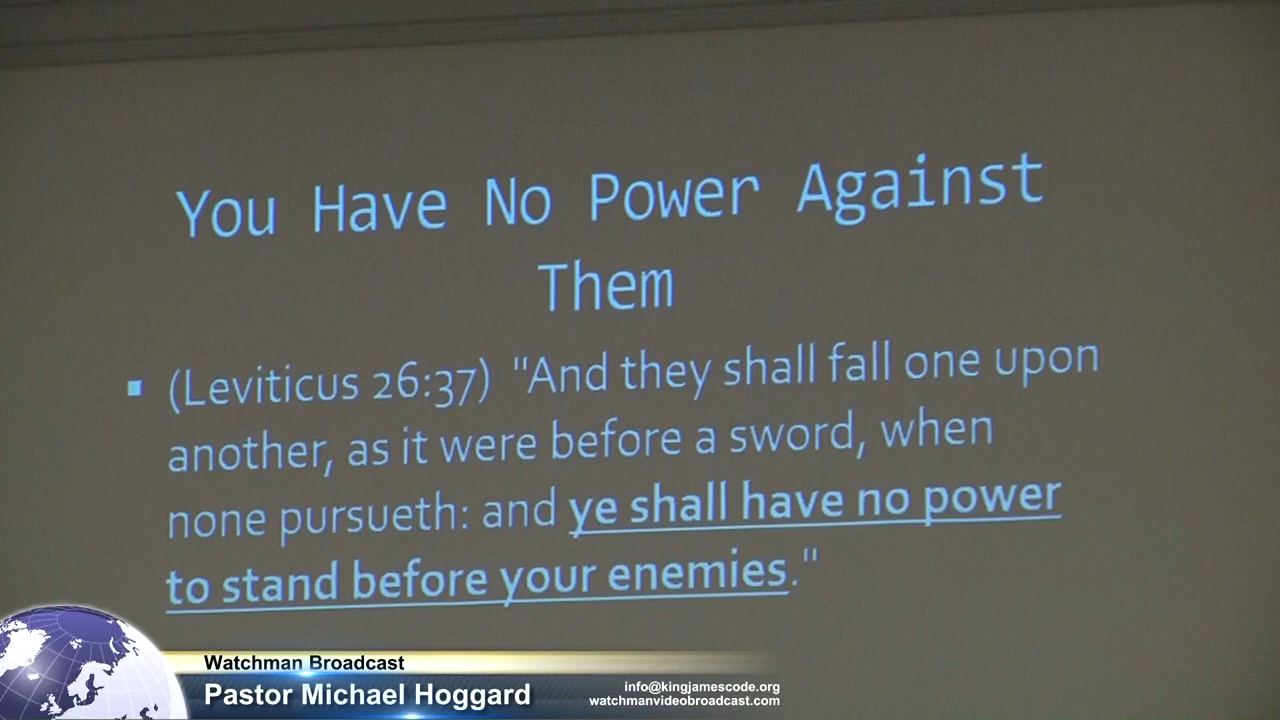 You Have No Power Against
Them
▪ (Leviticus 26:37) "And they shall fall one upon
another, as it were before a sword, when
none pursueth: and ye shall have no power
to stand before your enemies."
Watchman Broadcast
Pastor Michael Hoggard
info@kingjamescode.org
watchmanvideobroadcast.com